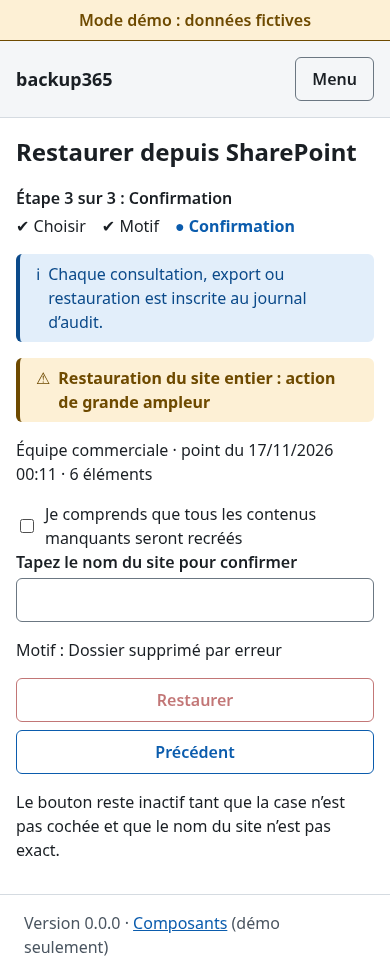 Mode démo : données fictives
backup365
Menu
Restaurer depuis SharePoint
Étape 3 sur 3 : Confirmation
✔ Choisir ✔ Motif ● Confirmation
i Chaque consultation, export ou
restauration est inscrite au journal
d’audit.
⚠ Restauration du site entier : action
de grande ampleur
Équipe commerciale · point du 17/11/2026
00:11 · 6 éléments
Je comprends que tous les contenus
manquants seront recréés
Tapez le nom du site pour confirmer
Motif : Dossier supprimé par erreur
Restaurer
Précédent
Le bouton reste inactif tant que la case n’est
pas cochée et que le nom du site n’est pas
exact.
Version 0.0.0 · Composants (démo
seulement)